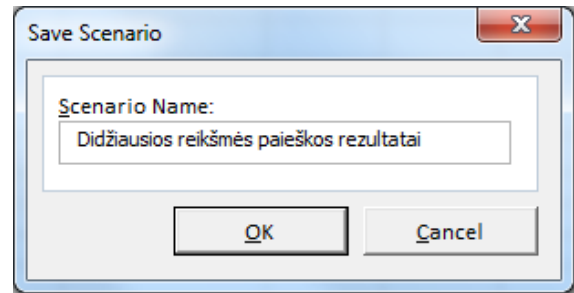 Save Scenario
Scenario Name:
Didžiausios reikšmės paieškos rezultatai
OK
Cancel